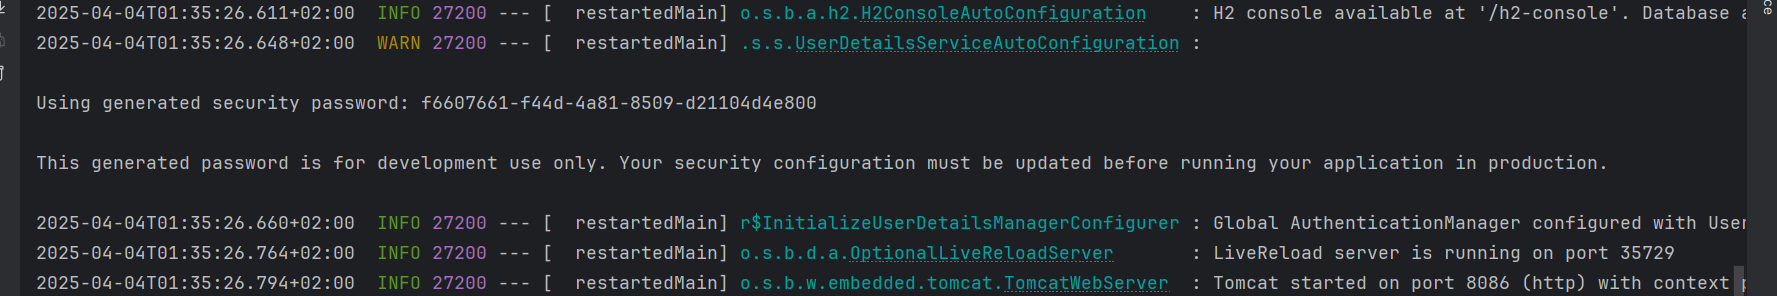 2025-04-04T01:35:26.611+02:00  INFO 27200 --- [  restartedMain] o.s.b.a.h2.H2ConsoleAutoConfiguration    : H2 console available at '/h2-console'. Database a
2025-04-04T01:35:26.648+02:00  WARN 27200 --- [  restartedMain] .s.s.UserDetailsServiceAutoConfiguration :
Using generated security password: f6607661-f44d-4a81-8509-d21104d4e800
This generated password is for development use only. Your security configuration must be updated before running your application in production.
2025-04-04T01:35:26.660+02:00  INFO 27200 --- [  restartedMain] r$InitializeUserDetailsManagerConfigurer : Global AuthenticationManager configured with User
2025-04-04T01:35:26.764+02:00  INFO 27200 --- [  restartedMain] o.s.b.d.a.OptionalLiveReloadServer       : LiveReload server is running on port 35729
2025-04-04T01:35:26.794+02:00  INFO 27200 --- [  restartedMain] o.s.b.w.embedded.tomcat.TomcatWebServer  : Tomcat started on port 8086 (http) with context p